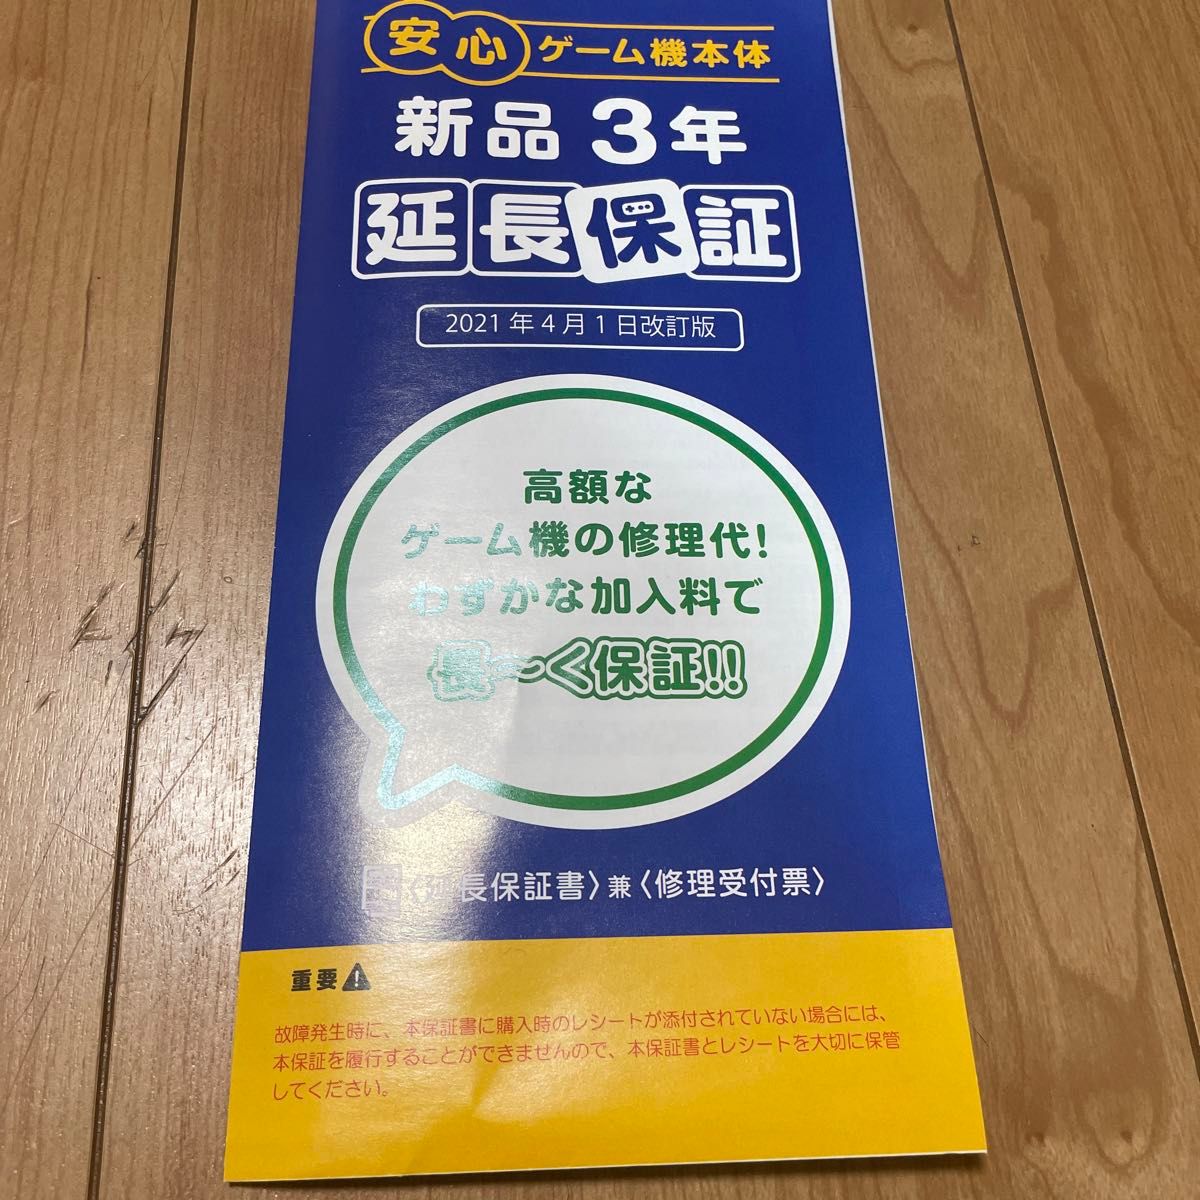 安心ゲーム機本体
新品3年
延長保証
2021年4月1日改訂版
高額な
ゲーム機の修理代!
わずかな加入料で
長～く保証!!
〈延長保証書〉兼〈修理受付票〉
重要
故障発生時に、本保証書に購入時のレシートが添付されていない場合には、
本保証を履行することができませんので、本保証書とレシートを大切に保管
してください。